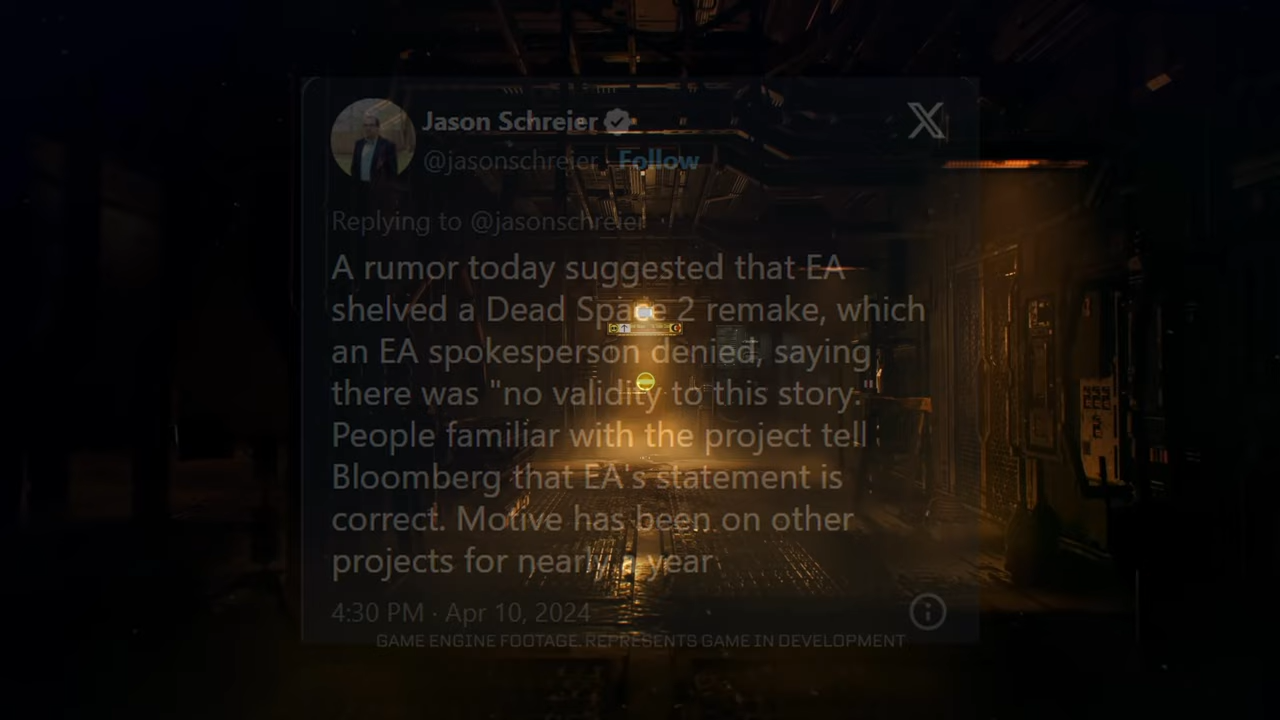 Jason Schreier
@jasonschreier · Follow
Replying to @jasonschreier
A rumor today suggested that EA
shelved a Dead Space 2 remake, which
an EA spokesperson denied, saying
there was "no validity to this story."
People familiar with the project tell
Bloomberg that EA's statement is
correct. Motive has been on other
projects for nearly a year
4:30 PM · Apr 10, 2024
GAME ENGINE FOOTAGE. REPRESENTS GAME IN DEVELOPMENT